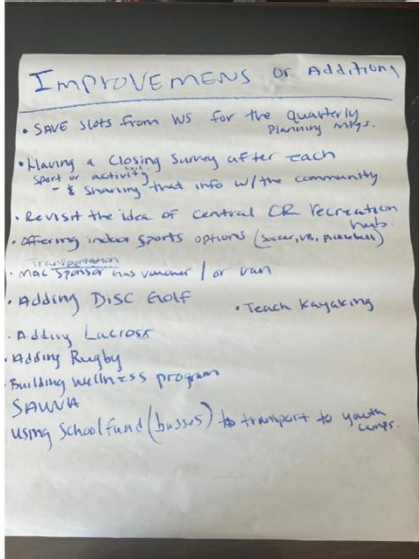 IMPROVEMENS or Additions
• SAVE slots from WS for the quarterly
Planning mtgs.
• Having a Closing Survey after each
sport or activity
- & sharing that info w/the community
• Revisit the idea of central OR recreation
hub.
• Offering indoor sports options (soccer, VB, pickleball)
Transportation
• MAC Sponsor Gas voucher / or van
• Adding DISC GOLF
• Teach Kayaking
• Adding Lacross
• Adding Rugby
• Building wellness program
SAUNA
using School fund (busses) to transport to youth
camps.